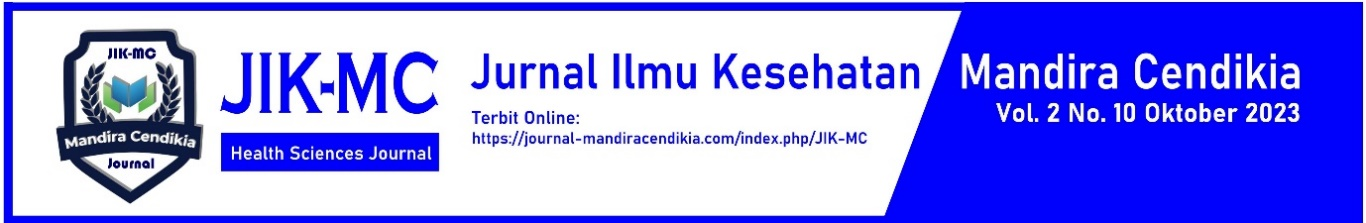 JIK-MC
Mandira Cendikia
Journal
JIK-MC
Health Sciences Journal
Jurnal Ilmu Kesehatan
Terbit Online:
https://journal-mandiracendikia.com/index.php/JIK-MC
Mandira Cendikia
Vol. 2 No. 10 Oktober 2023